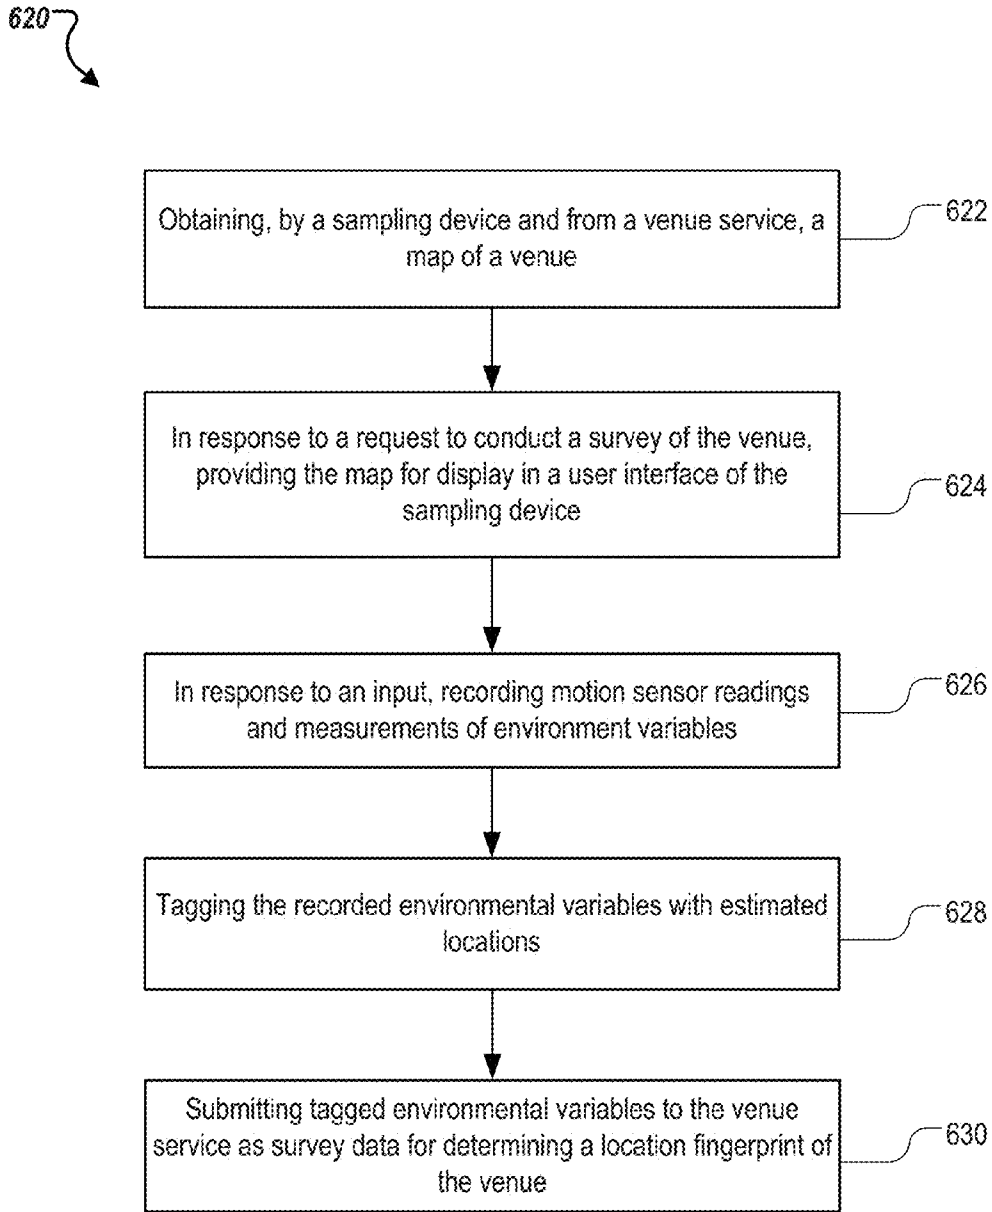 620
Obtaining, by a sampling device and from a venue service, a
map of a venue
622
In response to a request to conduct a survey of the venue,
providing the map for display in a user interface of the
sampling device
624
In response to an input, recording motion sensor readings
and measurements of environment variables
626
Tagging the recorded environmental variables with estimated
locations
628
Submitting tagged environmental variables to the venue
service as survey data for determining a location fingerprint of
the venue
630